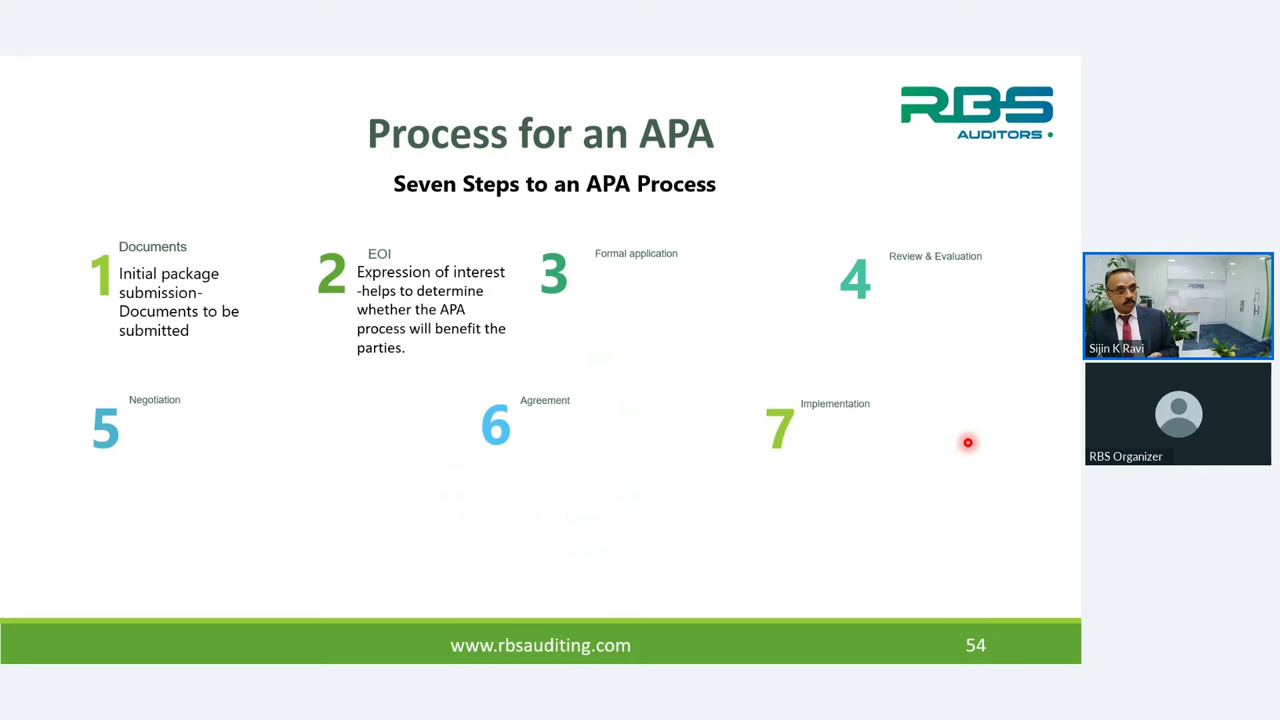 RBS
AUDITORS
Process for an APA
Seven Steps to an APA Process
1
Documents
Initial package
submission-
Documents to be
submitted
2
EOI
Expression of interest
-helps to determine
whether the APA
process will benefit the
parties.
3
Formal application
4
Review & Evaluation
5
Negotiation
6
Agreement
7
Implementation
www.rbsauditing.com
54
RBS
Sijin K Ravi
RBS Organizer